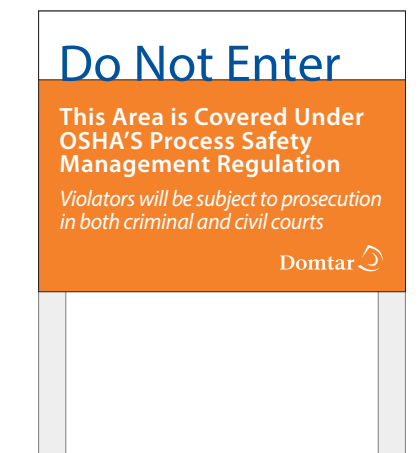 Do Not Enter
This Area is Covered Under
OSHA'S Process Safety
Management Regulation
Violators will be subject to prosecution
in both criminal and civil courts
Domtar